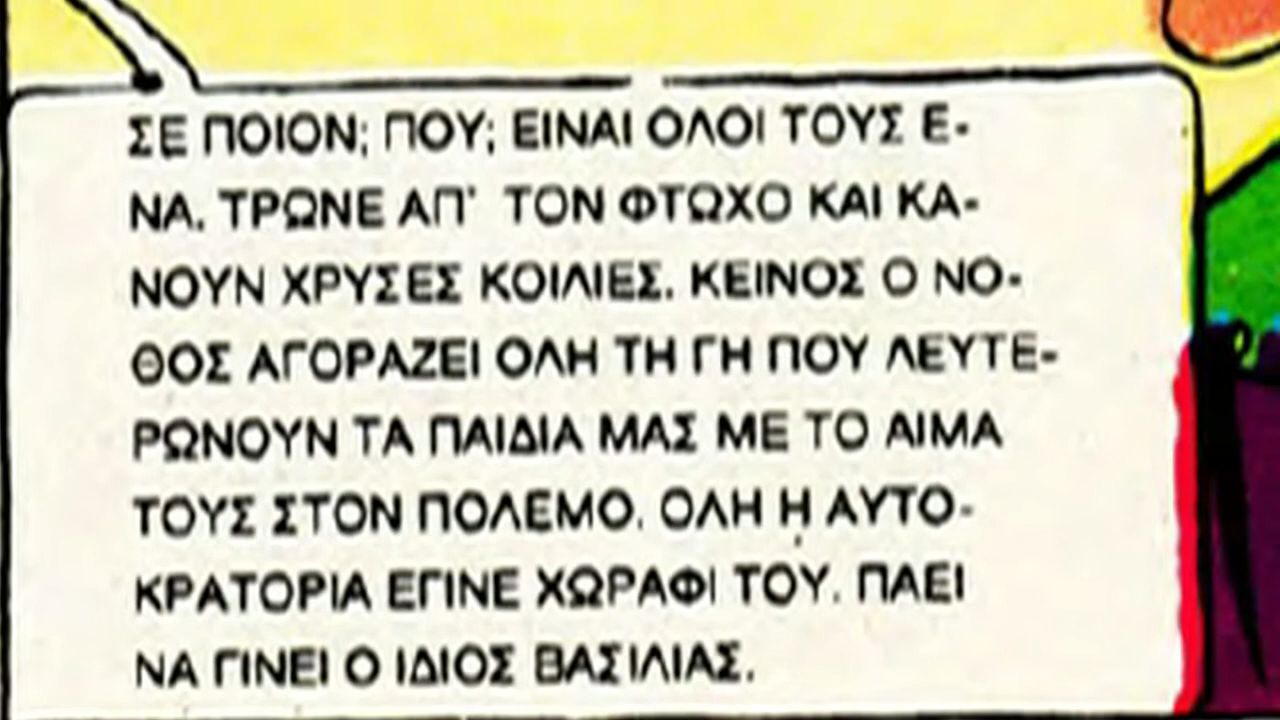 ΣΕ ΠΟΙΟΝ; ΠΟΥ; ΕΙΝΑΙ ΟΛΟΙ ΤΟΥΣ Ε-
ΝΑ. ΤΡΩΝΕ ΑΠ' ΤΟΝ ΦΤΩΧΟ ΚΑΙ ΚΑ-
ΝΟΥΝ ΧΡΥΣΕΣ ΚΟΙΛΙΕΣ. ΚΕΙΝΟΣ Ο ΝΟ-
ΘΟΣ ΑΓΟΡΑΖΕΙ ΟΛΗ ΤΗ ΓΗ ΠΟΥ ΛΕΥΤΕ-
ΡΩΝΟΥΝ ΤΑ ΠΑΙΔΙΑ ΜΑΣ ΜΕ ΤΟ ΑΙΜΑ
ΤΟΥΣ ΣΤΟΝ ΠΟΛΕΜΟ. ΟΛΗ Η ΑΥΤΟ-
ΚΡΑΤΟΡΙΑ ΕΓΙΝΕ ΧΩΡΑΦΙ ΤΟΥ. ΠΑΕΙ
ΝΑ ΓΙΝΕΙ Ο ΙΔΙΟΣ ΒΑΣΙΛΙΑΣ.